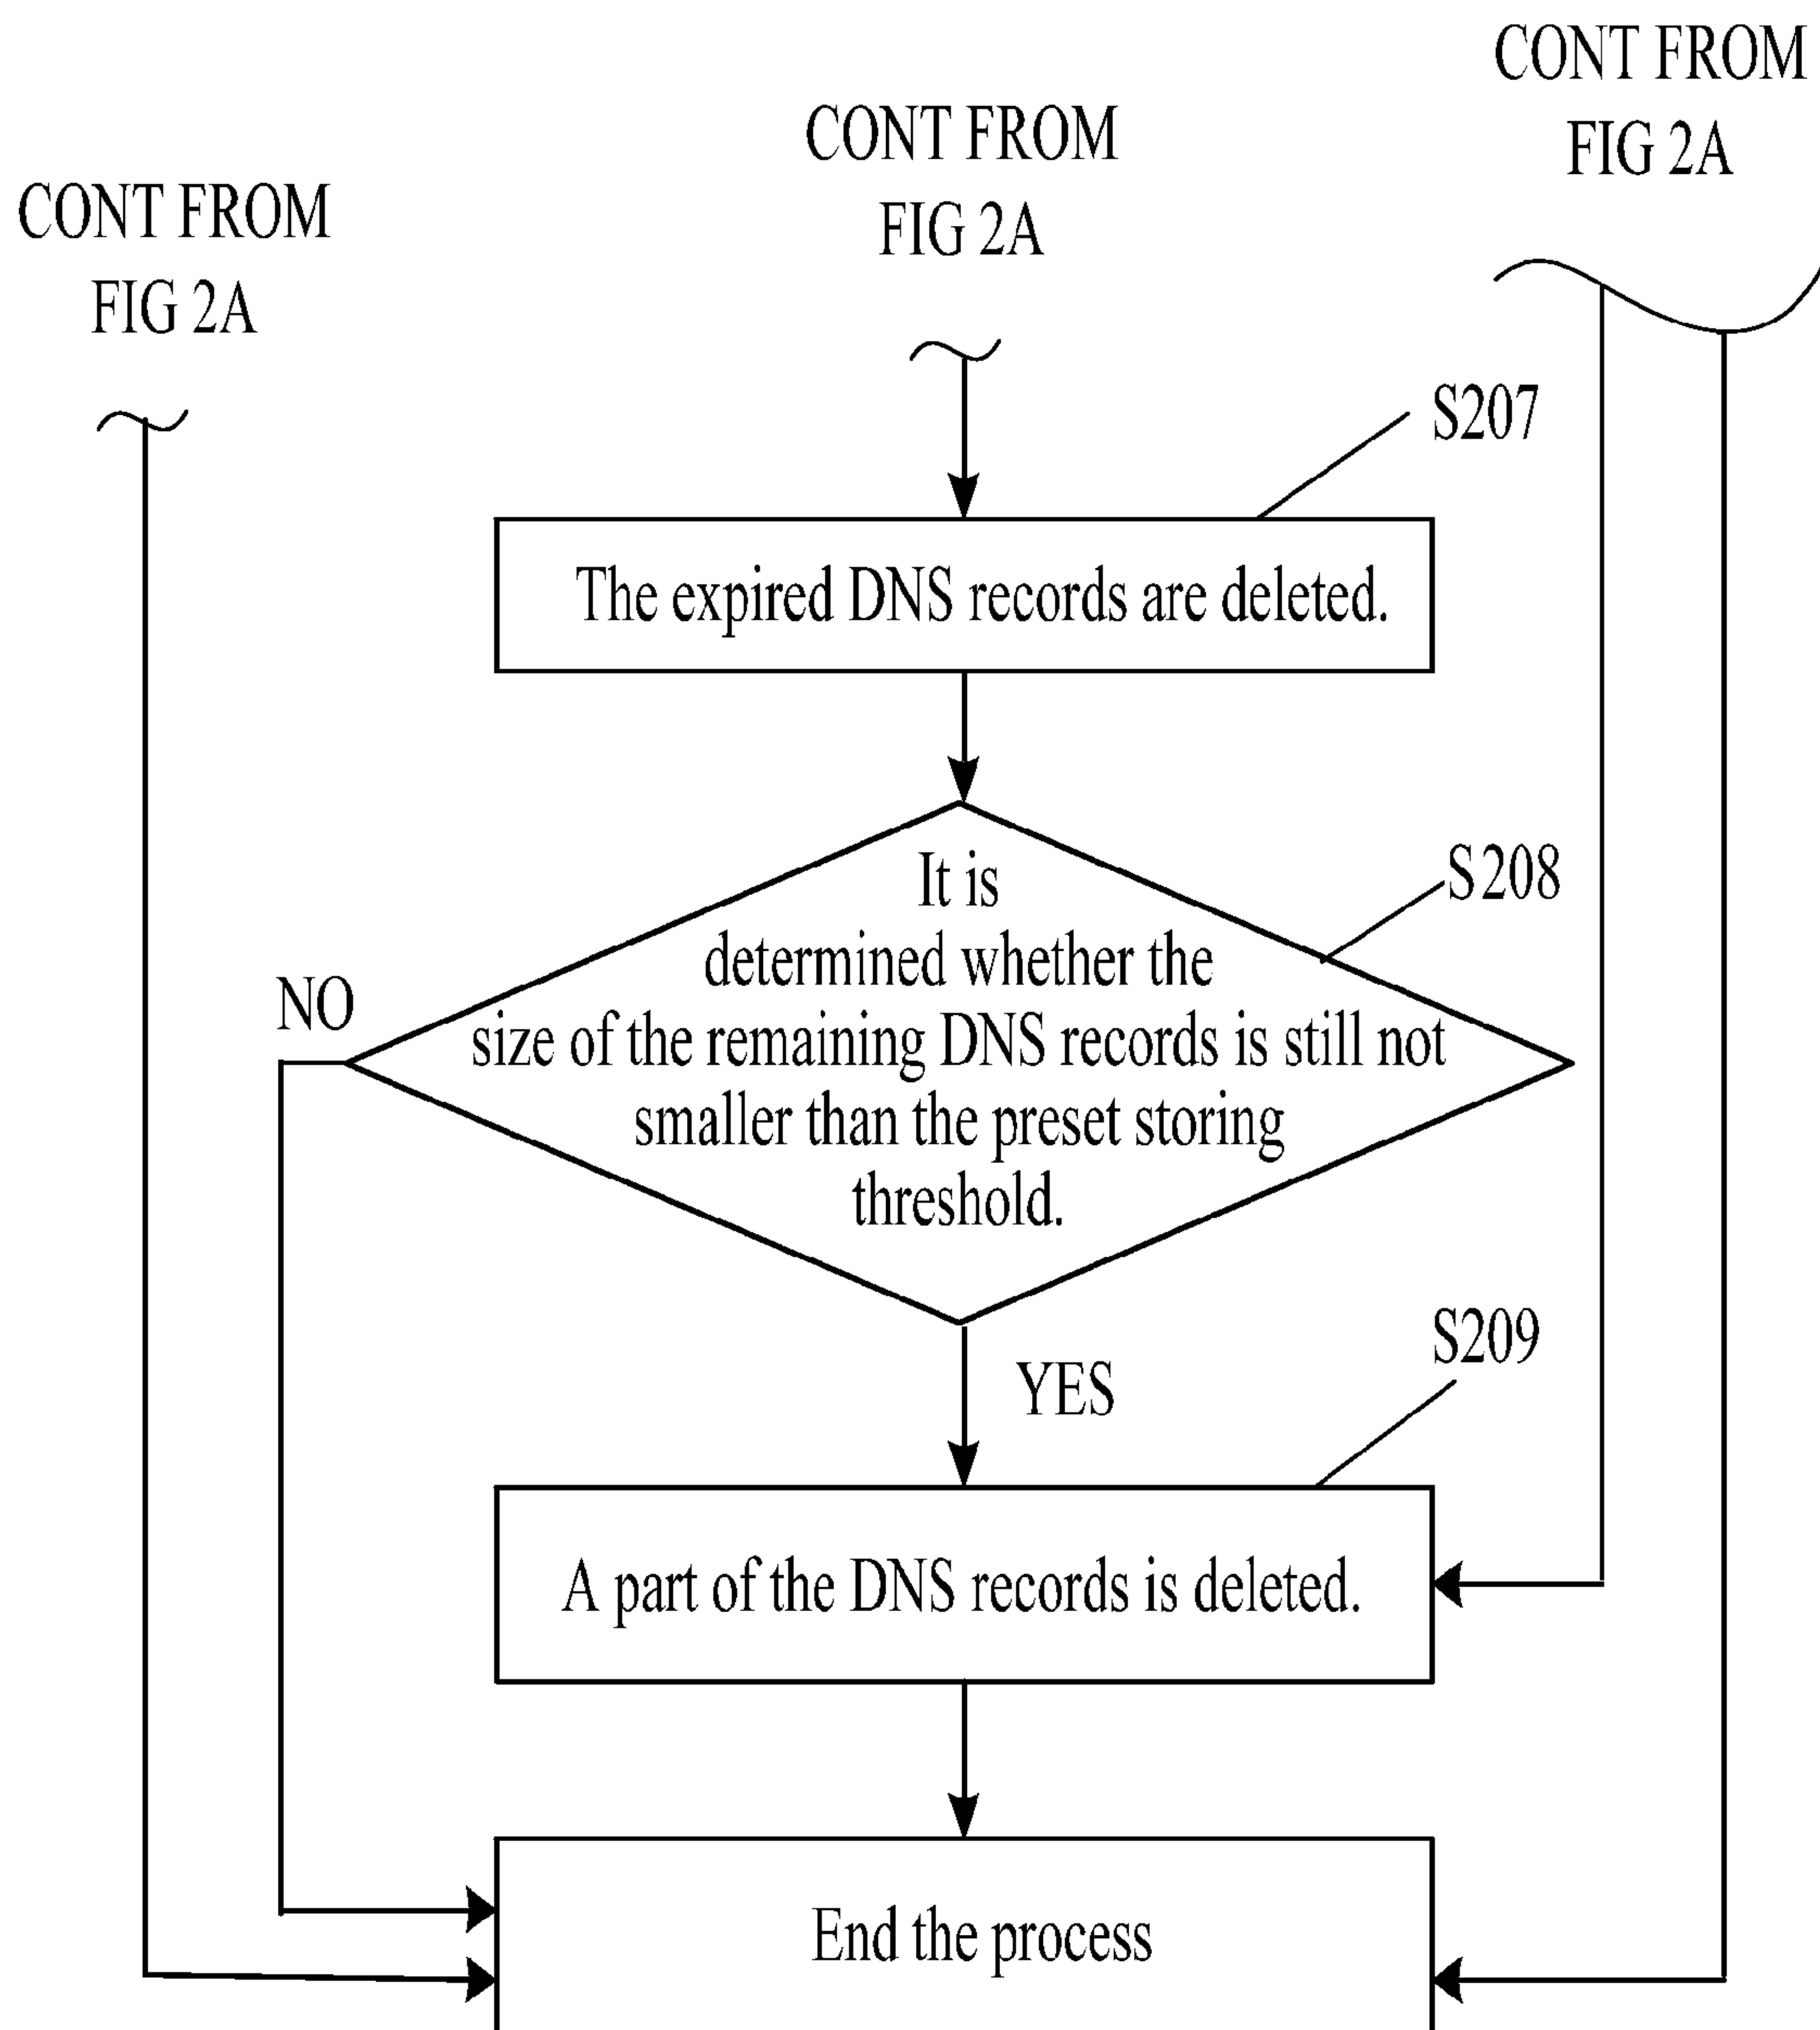 CONT FROM
FIG 2A
CONT FROM
FIG 2A
CONT FROM
FIG 2A
S207
The expired DNS records are deleted.
S208
It is
determined whether the
size of the remaining DNS records is still not
smaller than the preset storing
threshold.
NO
YES
S209
A part of the DNS records is deleted.
End the process